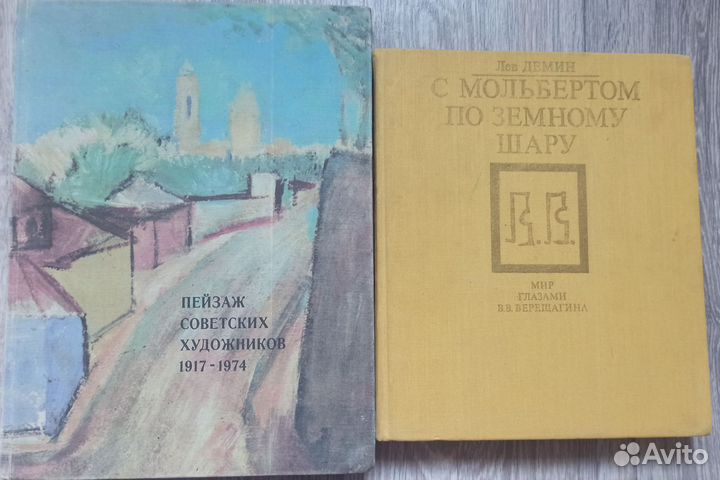 ПЕЙЗАЖ
СОВЕТСКИХ
ХУДОЖНИКОВ
1917-1974
Лев ДЕМИН
С МОЛЬБЕРТОМ
ПО ЗЕМНОМУ
ШАРУ
В.В.
МИР
ГЛАЗАМИ
В.В.ВЕРЕЩАГИНА
Avito